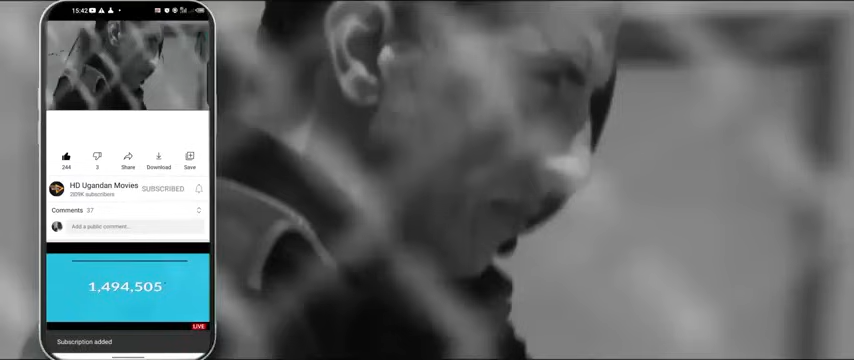 15:42
244
3
Share
Download
Save
HD Ugandan Movies
SUBSCRIBED
289K subscribers
Comments 37
Add a public comment...
1,494,505
LIVE
Subscription added